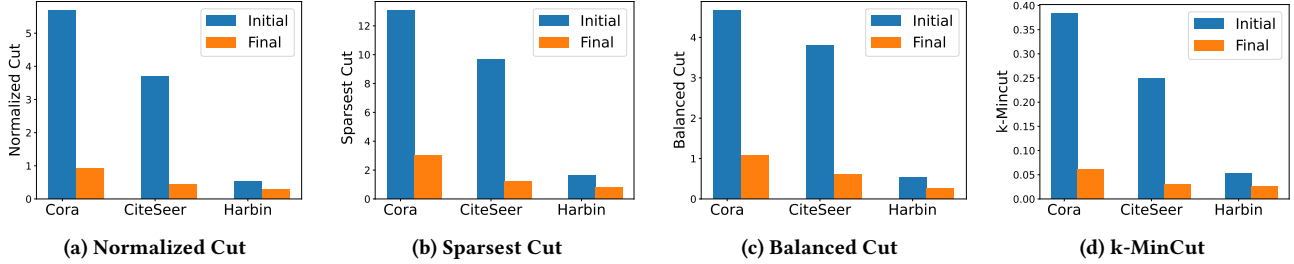 Normalized Cut
5
4
3
2
1
0
Cora
CiteSeer
Harbin
Initial
Final
(a) Normalized Cut
Sparsest Cut
12
10
8
6
4
2
0
Cora
CiteSeer
Harbin
Initial
Final
(b) Sparsest Cut
Balanced Cut
4
3
2
1
0
Cora
CiteSeer
Harbin
Initial
Final
(c) Balanced Cut
k-Mincut
0.40
0.35
0.30
0.25
0.20
0.15
0.10
0.05
0.00
Cora
CiteSeer
Harbin
Initial
Final
(d) k-MinCut